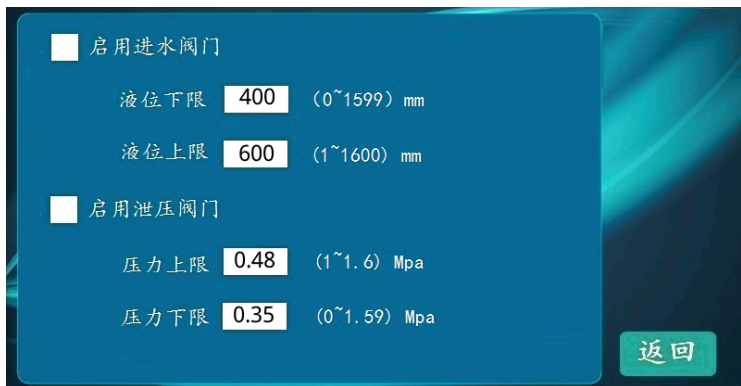 启用进水阀门
液位下限 400 (0~1599) mm
液位上限 600 (1~1600) mm
启用泄压阀门
压力上限 0.48 (1~1.6) Mpa
压力下限 0.35 (0~1.59) Mpa
返回